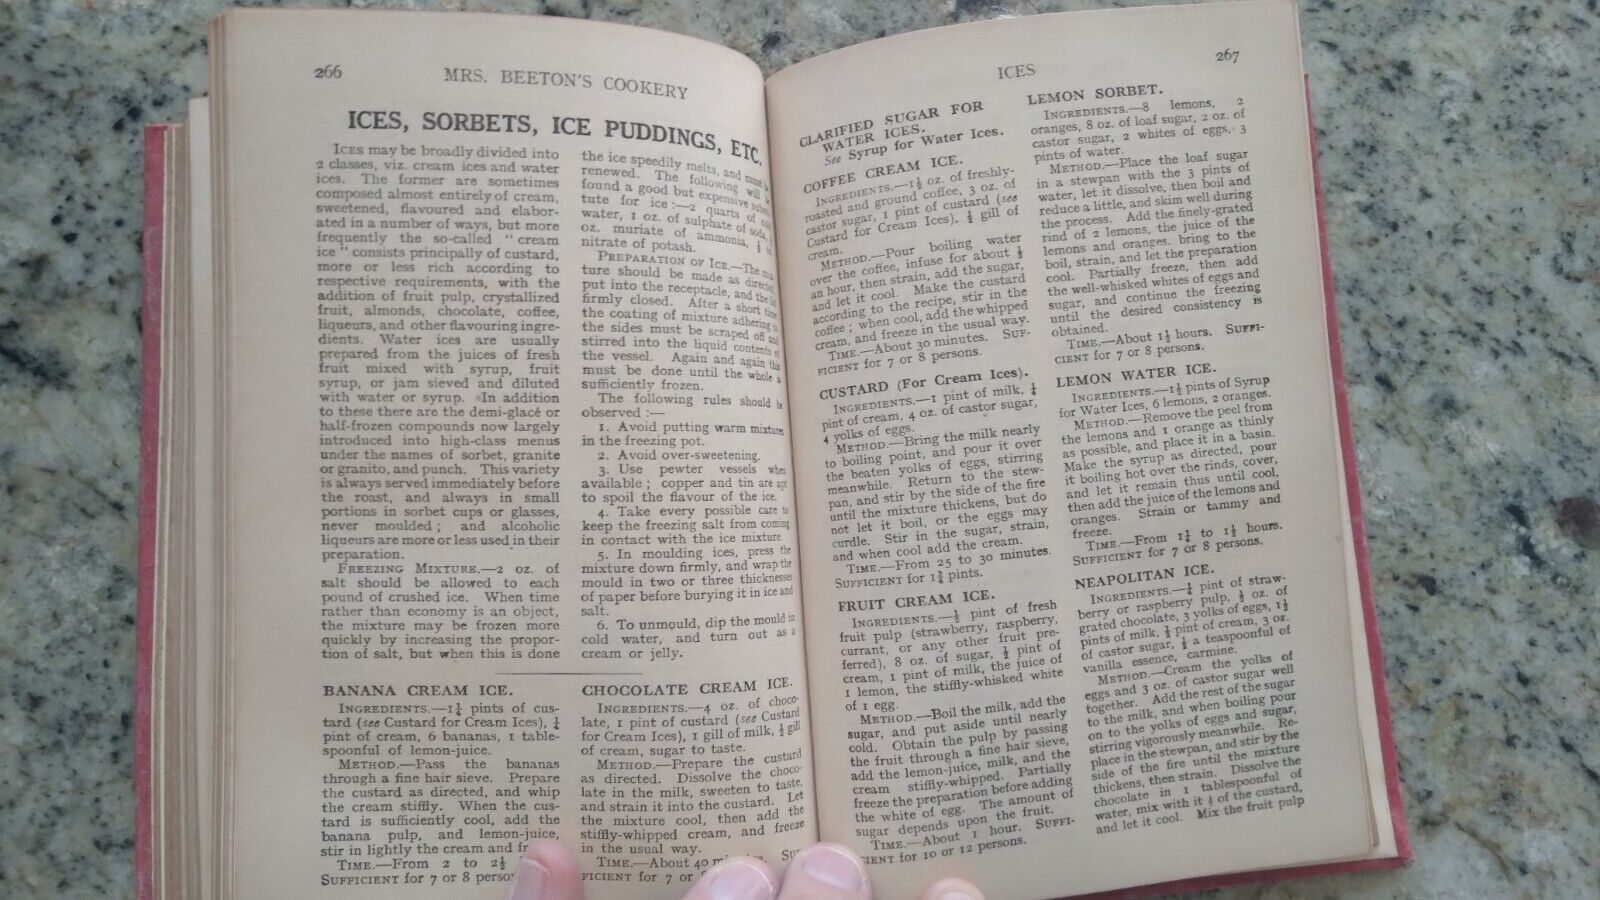 266
MRS. BEETON'S COOKERY
ICES, SORBETS, ICE PUDDINGS, ETC.
ICES may be broadly divided into
2 classes, viz. cream ices and water
ices. The former are sometimes
composed almost entirely of cream,
sweetened, flavoured and elabor-
ated in a number of ways, but more
frequently the so-called " cream
ice " consists principally of custard,
more or less rich according to
respective requirements, with the
addition of fruit pulp, crystallized
fruit, almonds, chocolate, coffee,
liqueurs, and other flavouring ingre-
dients. Water ices are usually
prepared from the juices of fresh
fruit mixed with syrup, fruit
syrup, or jam sieved and diluted
with water or syrup. In addition
to these there are the demi-glacé or
half-frozen compounds now largely
introduced into high-class menus
under the names of sorbet, granite
or granito, and punch. This variety
is always served immediately before
the roast, and always in small
portions in sorbet cups or glasses,
never moulded ; and alcoholic
liqueurs are more or less used in their
preparation.
FREEZING MIXTURE.—2 oz. of
salt should be allowed to each
pound of crushed ice. When time
rather than economy is an object,
the mixture may be frozen more
quickly by increasing the propor-
tion of salt, but when this is done
the ice speedily melts, and must be
renewed. The following will be
found a good but expensive substi-
tute for ice :—2 quarts of cold
water, 1 oz. of sulphate of soda,
oz. muriate of ammonia, oz.
nitrate of potash.
PREPARATION OF ICE.—The mix-
ture should be made as directed,
put into the receptacle, and the lid
firmly closed. After a short time
the coating of mixture adhering to
the sides must be scraped off and
stirred into the liquid contents of
the vessel. Again and again this
must be done until the whole is
sufficiently frozen.
The following rules should be
observed :—
1. Avoid putting warm mixtures
in the freezing pot.
2. Avoid over-sweetening.
3. Use pewter vessels when
available ; copper and tin are apt
to spoil the flavour of the ice.
4. Take every possible care to
keep the freezing salt from coming
in contact with the ice mixture.
5. In moulding ices, press the
mixture down firmly, and wrap the
mould in two or three thicknesses
of paper before burying it in ice and
salt.
6. To unmould, dip the mould in
cold water, and turn out as a
cream or jelly.
BANANA CREAM ICE.
INGREDIENTS.—1¼ pints of cus-
tard (see Custard for Cream Ices), ¼
pint of cream, 6 bananas, 1 table-
spoonful of lemon-juice.
METHOD.—Pass the bananas
through a fine hair sieve. Prepare
the custard as directed, and whip
the cream stiffly. When the cus-
tard is sufficiently cool, add the
banana pulp, and lemon-juice,
stir in lightly the cream and
TIME.—From 2 to 2½
SUFFICIENT for 7 or 8
CHOCOLATE CREAM ICE.
INGREDIENTS.—4 oz. of choco-
late, 1 pint of custard (see Custard
for Cream Ices), 1 gill of milk, ½ gill
of cream, sugar to taste.
METHOD.—Prepare the custard
as directed. Dissolve the choco-
late in the milk, sweeten to taste,
and strain it into the custard. Let
the mixture cool, then add the
stiffly-whipped cream, and freeze
in the usual way.
TIME.—About 40
FICIENT for 7 or
ICES
267
CLARIFIED SUGAR FOR
WATER ICES.
See Syrup for Water Ices.
COFFEE CREAM ICE.
INGREDIENTS.—1½ oz. of freshly-
roasted and ground coffee, 3 oz. of
castor sugar, 1 pint of custard (see
Custard for Cream Ices), ½ gill of
cream.
METHOD.—Pour boiling water
over the coffee, infuse for about ½
an hour, then strain, add the sugar,
and let it cool. Make the custard
according to the recipe, stir in the
coffee ; when cool, add the whipped
cream, and freeze in the usual way.
TIME.—About 30 minutes. SUF-
FICIENT for 7 or 8 persons.
CUSTARD (For Cream Ices).
INGREDIENTS.—1 pint of milk, ¼
pint of cream, 4 oz. of castor sugar,
4 yolks of eggs.
METHOD.—Bring the milk nearly
to boiling point, and pour it over
the beaten yolks of eggs, stirring
meanwhile. Return to the stew-
pan, and stir by the side of the fire
until the mixture thickens, but do
not let it boil, or the eggs may
curdle. Stir in the sugar, strain,
and when cool add the cream.
TIME.—From 25 to 30 minutes.
SUFFICIENT for 1¾ pints.
FRUIT CREAM ICE.
INGREDIENTS.—½ pint of fresh
fruit pulp (strawberry, raspberry,
currant, or any other fruit pre-
ferred), 8 oz. of sugar, ½ pint of
cream, 1 pint of milk, the juice of
1 lemon, the stiffly-whisked white
of 1 egg.
METHOD.—Boil the milk, add the
sugar, and put aside until nearly
cold. Obtain the pulp by passing
the fruit through a fine hair sieve,
add the lemon-juice, milk, and the
cream stiffly-whipped. Partially
freeze the preparation before adding
the white of egg. The amount of
sugar depends upon the fruit.
TIME.—About 1 hour. SUFFI-
CIENT for 10 or 12 persons.
LEMON SORBET.
INGREDIENTS.—8 lemons, 2
oranges, 8 oz. of loaf sugar, 2 oz. of
castor sugar, 2 whites of eggs, 3
pints of water.
METHOD.—Place the loaf sugar
in a stewpan with the 3 pints of
water, let it dissolve, then boil and
reduce a little, and skim well during
the process. Add the finely-grated
rind of 2 lemons, the juice of the
lemons and oranges. bring to the
boil, strain, and let the preparation
cool. Partially freeze, then add
the well-whisked whites of eggs and
sugar, and continue the freezing
until the desired consistency is
obtained.
TIME.—About 1½ hours. SUFFI-
CIENT for 7 or 8 persons.
LEMON WATER ICE.
INGREDIENTS.—1½ pints of Syrup
for Water Ices, 6 lemons, 2 oranges.
METHOD.—Remove the peel from
the lemons and 1 orange as thinly
as possible, and place it in a basin.
Make the syrup as directed, pour
it boiling hot over the rinds, cover,
and let it remain thus until cool,
then add the juice of the lemons and
oranges. Strain or tammy and
freeze.
TIME.—From 1¼ to 1½ hours.
SUFFICIENT for 7 or 8 persons.
NEAPOLITAN ICE.
INGREDIENTS.—¼ pint of straw-
berry or raspberry pulp, ½ oz. of
grated chocolate, 3 yolks of eggs, 1½
pints of milk, ½ pint of cream, 3 oz.
of castor sugar, ½ a teaspoonful of
vanilla essence, carmine.
METHOD.—Cream the yolks of
eggs and 3 oz. of castor sugar well
together. Add the rest of the sugar
to the milk, and when boiling pour
on to the yolks of eggs and sugar,
stirring vigorously meanwhile. Re-
place in the stewpan, and stir by the
side of the fire until the mixture
thickens, then strain. Dissolve the
chocolate in 1 tablespoonful of
water, mix with it of the custard,
and let it cool. Mix the fruit pulp